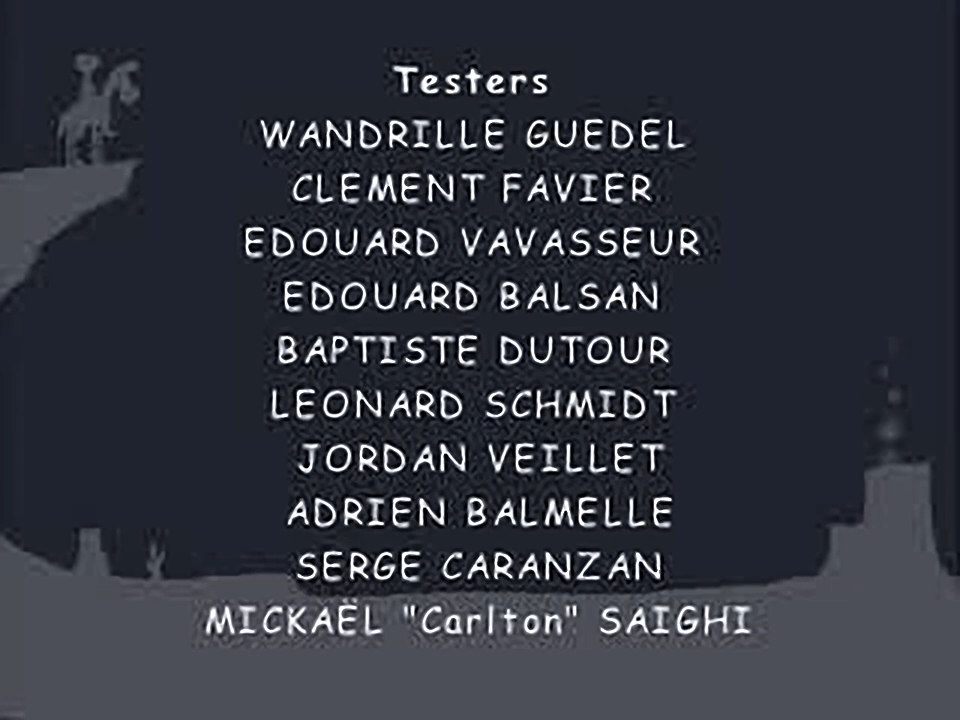 Testers
WANDRILLE GUEDEL
CLEMENT FAVIER
EDOUARD VAVASSEUR
EDOUARD BALSAN
BAPTISTE DUTOUR
LEONARD SCHMIDT
JORDAN VEILLET
ADRIEN BALMELLE
SERGE CARANZAN
MICKAËL "Carlton" SAIGHI